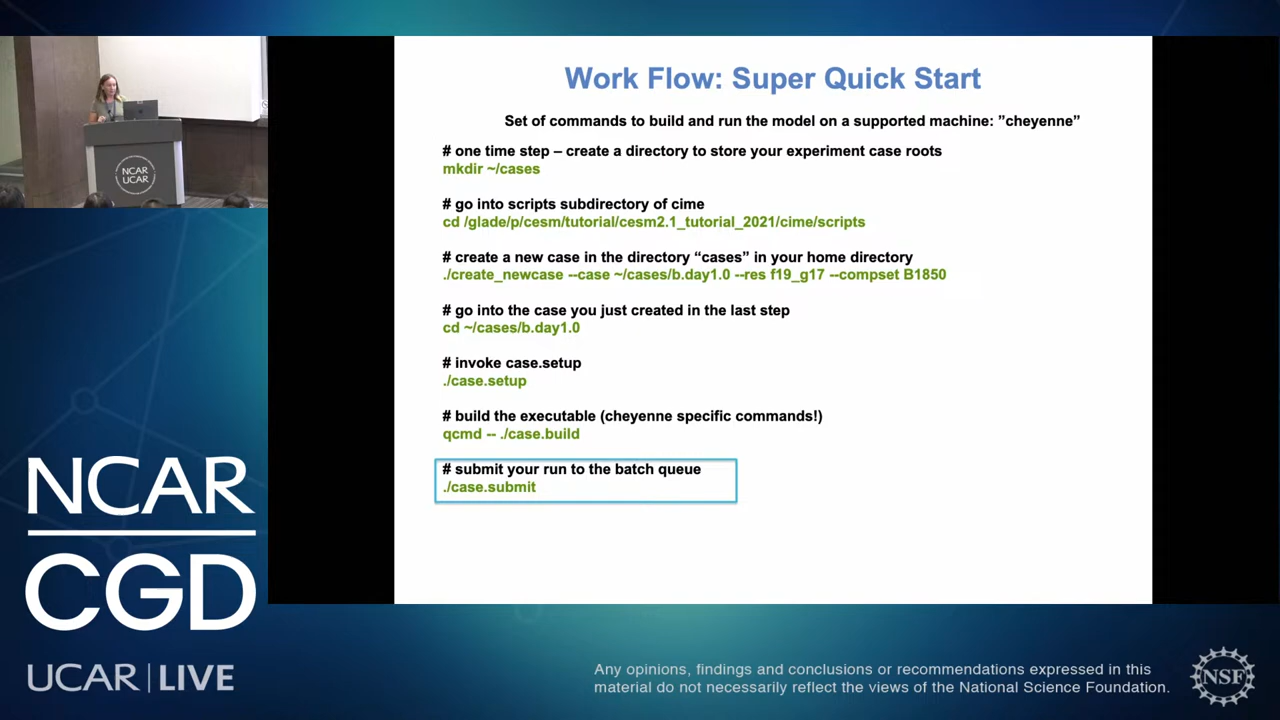 Work Flow: Super Quick Start
Set of commands to build and run the model on a supported machine: ”cheyenne”
# one time step – create a directory to store your experiment case roots
mkdir ~/cases
# go into scripts subdirectory of cime
cd /glade/p/cesm/tutorial/cesm2.1_tutorial_2021/cime/scripts
# create a new case in the directory “cases” in your home directory
./create_newcase --case ~/cases/b.day1.0 --res f19_g17 --compset B1850
# go into the case you just created in the last step
cd ~/cases/b.day1.0
# invoke case.setup
./case.setup
# build the executable (cheyenne specific commands!)
qcmd -- ./case.build
# submit your run to the batch queue
./case.submit
NCAR
UCAR
NCAR
CGD
UCAR | LIVE
Any opinions, findings and conclusions or recommendations expressed in this
material do not necessarily reflect the views of the National Science Foundation.
NSF